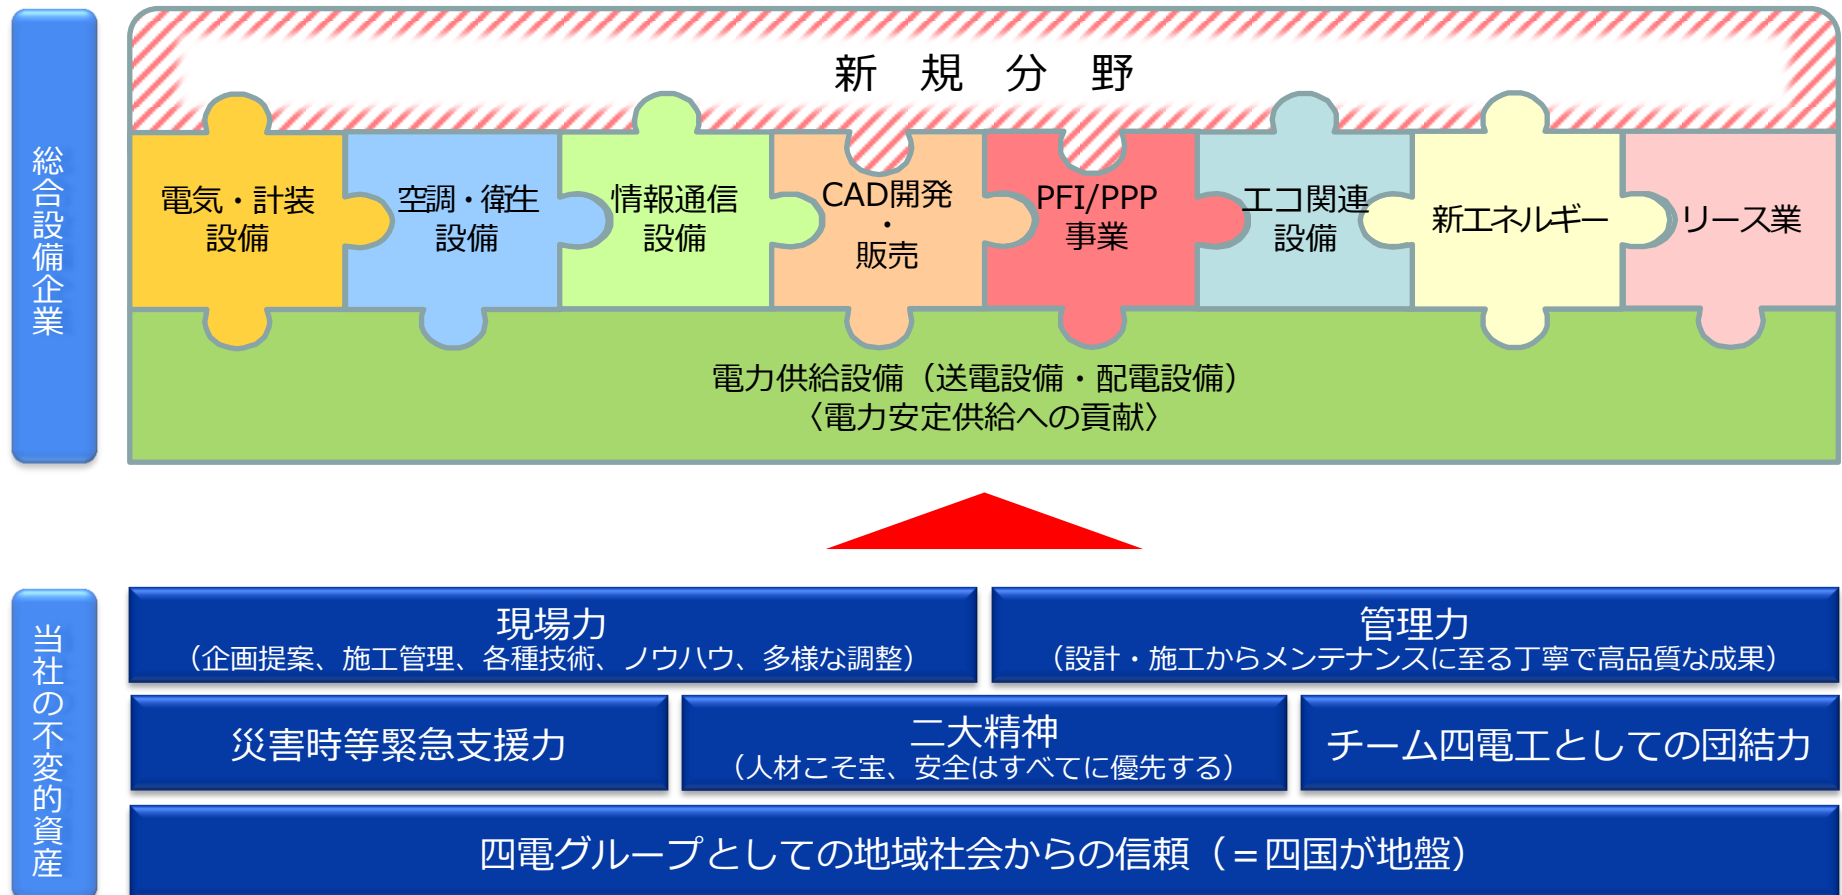 総合設備企業
新規分野
電気・計装
設備
空調・衛生
設備
情報通信
設備
CAD開発
・
販売
PFI/PPP
事業
エコ関連
設備
新エネルギー
リース業
電力供給設備（送電設備・配電設備）
〈電力安定供給への貢献〉
当社の不変的資産
現場力
（企画提案、施工管理、各種技術、ノウハウ、多様な調整）
管理力
（設計・施工からメンテナンスに至る丁寧で高品質な成果）
災害時等緊急支援力
二大精神
（人材こそ宝、安全はすべてに優先する）
チーム四電工としての団結力
四電グループとしての地域社会からの信頼（＝四国が地盤）